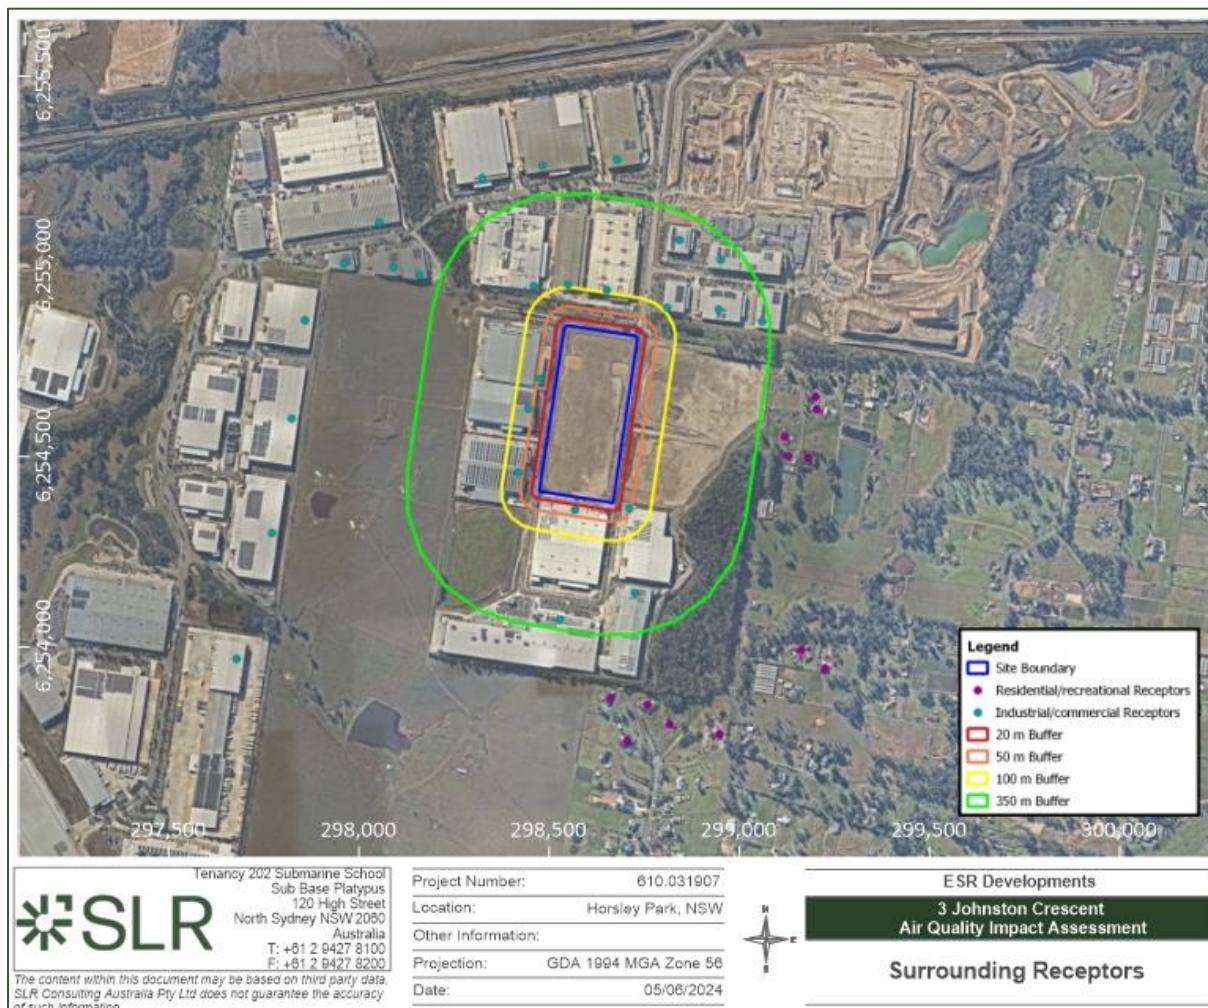 6,255,500
6,255,000
6,254,500
6,254,000
297,500
298,000
298,500
299,000
299,500
300,000
Legend
Site Boundary
Residential/recreational Receptors
Industrial/commercial Receptors
20 m Buffer
50 m Buffer
100 m Buffer
350 m Buffer
SLR
Tenancy 202 Submarine School
Sub Base Platypus
120 High Street
North Sydney NSW 2060
Australia
T: +61 2 9427 8100
F: +61 2 9427 8200
The content within this document may be based on third party data.
SLR Consulting Australia Pty Ltd does not guarantee the accuracy
of such information.
Project Number: 610.031907
Location: Horsley Park, NSW
Other Information:
Projection: GDA 1994 MGA Zone 56
Date: 05/06/2024
N
E
S
ESR Developments
3 Johnston Crescent
Air Quality Impact Assessment
Surrounding Receptors